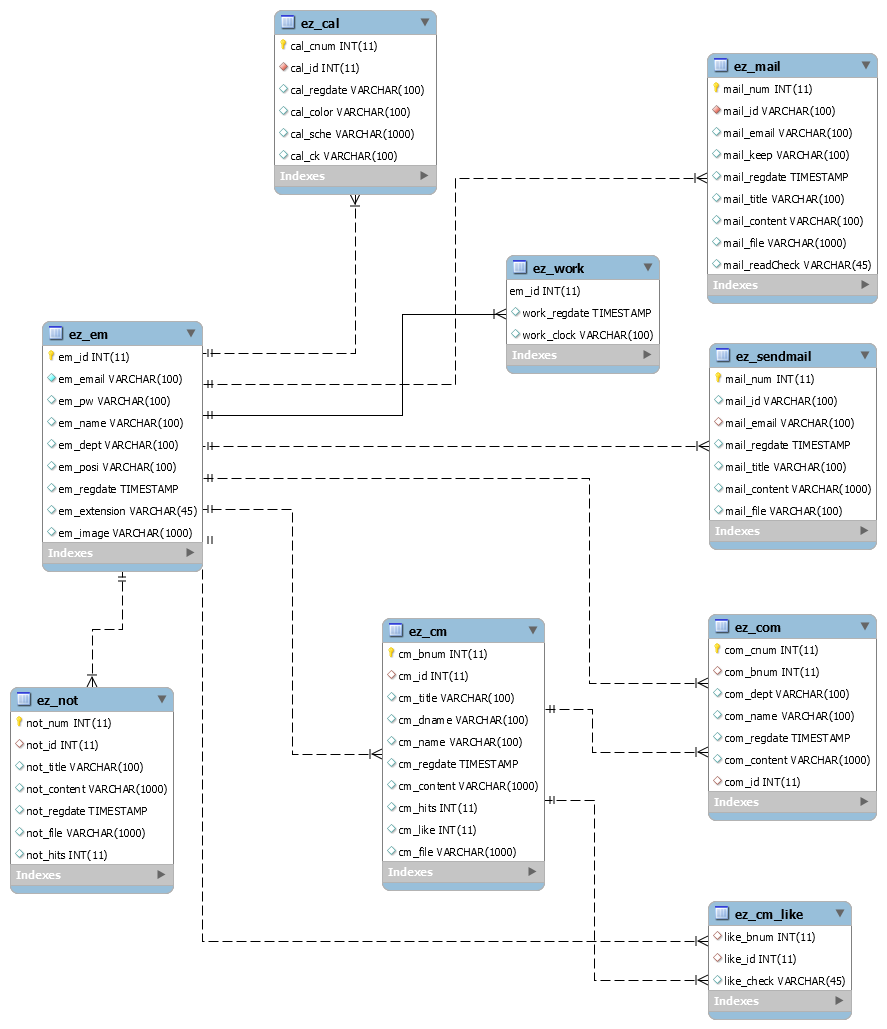 ez_cal
cal_cnum INT(11)
cal_id INT(11)
cal_regdate VARCHAR(100)
cal_color VARCHAR(100)
cal_sche VARCHAR(1000)
cal_ck VARCHAR(100)
Indexes
ez_mail
mail_num INT(11)
mail_id VARCHAR(100)
mail_email VARCHAR(100)
mail_keep VARCHAR(100)
mail_regdate TIMESTAMP
mail_title VARCHAR(100)
mail_content VARCHAR(100)
mail_file VARCHAR(1000)
mail_readCheck VARCHAR(45)
Indexes
ez_work
em_id INT(11)
work_regdate TIMESTAMP
work_clock VARCHAR(100)
Indexes
ez_em
em_id INT(11)
em_email VARCHAR(100)
em_pw VARCHAR(100)
em_name VARCHAR(100)
em_dept VARCHAR(100)
em_posi VARCHAR(100)
em_regdate TIMESTAMP
em_extension VARCHAR(45)
em_image VARCHAR(1000)
Indexes
ez_sendmail
mail_num INT(11)
mail_id VARCHAR(100)
mail_email VARCHAR(100)
mail_regdate TIMESTAMP
mail_title VARCHAR(100)
mail_content VARCHAR(1000)
mail_file VARCHAR(100)
Indexes
ez_cm
cm_bnum INT(11)
cm_id INT(11)
cm_title VARCHAR(100)
cm_dname VARCHAR(100)
cm_name VARCHAR(100)
cm_regdate TIMESTAMP
cm_content VARCHAR(1000)
cm_hits INT(11)
cm_like INT(11)
cm_file VARCHAR(1000)
Indexes
ez_com
com_cnum INT(11)
com_bnum INT(11)
com_dept VARCHAR(100)
com_name VARCHAR(100)
com_regdate TIMESTAMP
com_content VARCHAR(1000)
com_id INT(11)
Indexes
ez_not
not_num INT(11)
not_id INT(11)
not_title VARCHAR(100)
not_content VARCHAR(1000)
not_regdate TIMESTAMP
not_file VARCHAR(1000)
not_hits INT(11)
Indexes
ez_cm_like
like_bnum INT(11)
like_id INT(11)
like_check VARCHAR(45)
Indexes